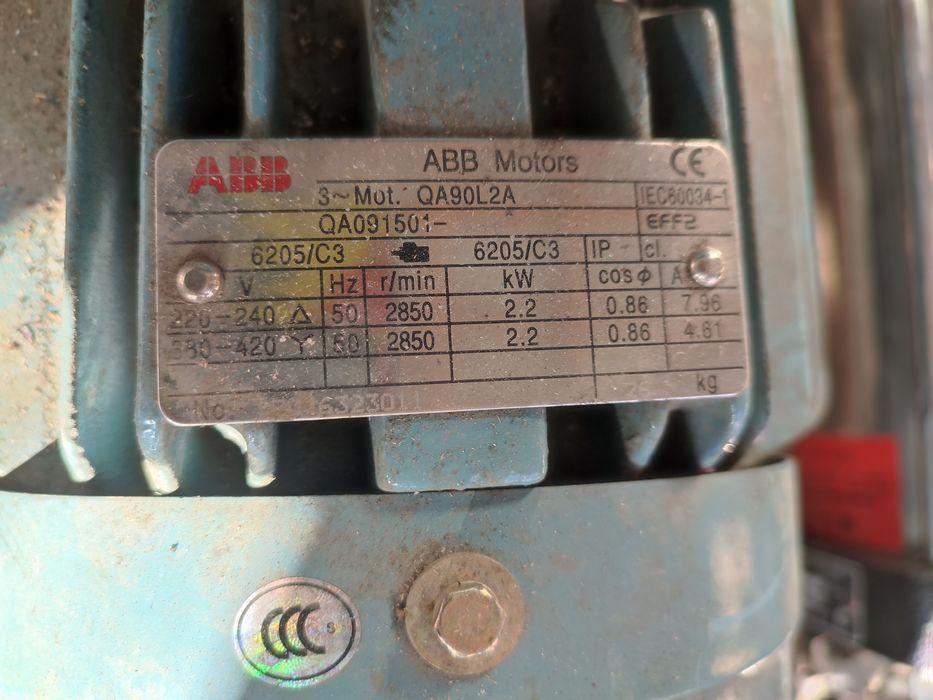 ABB ABB Motors CE
3~Mot. QA90L2A IEC60034-1
QA091501- EFF2
6205/C3 6205/C3 IP cl.
V Hz r/min kW cosϕ A
220-240 △ 50 2850 2.2 0.86 7.96
380-420 Y 50 2850 2.2 0.86 4.61
kg
No.
CCC S